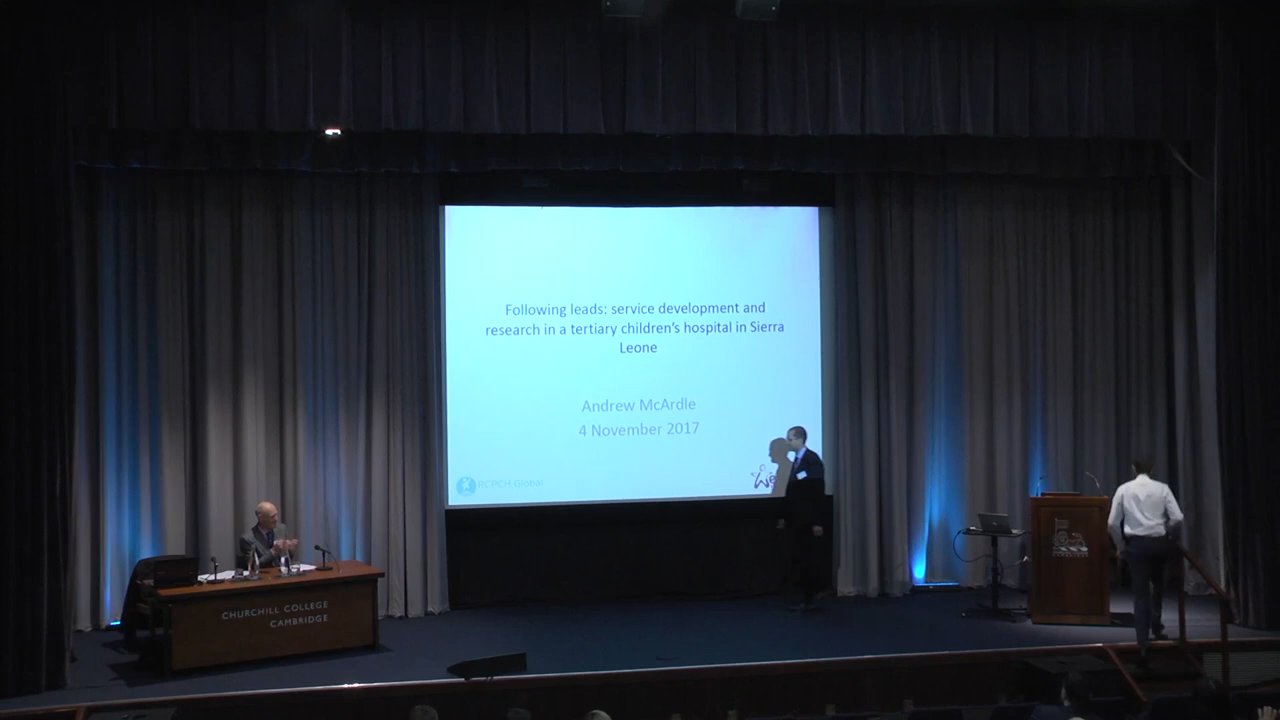 Following leads: service development and
research in a tertiary children's hospital in Sierra
Leone
Andrew McArdle
4 November 2017
RCPCH Global
We
CHURCHILL COLLEGE
CAMBRIDGE